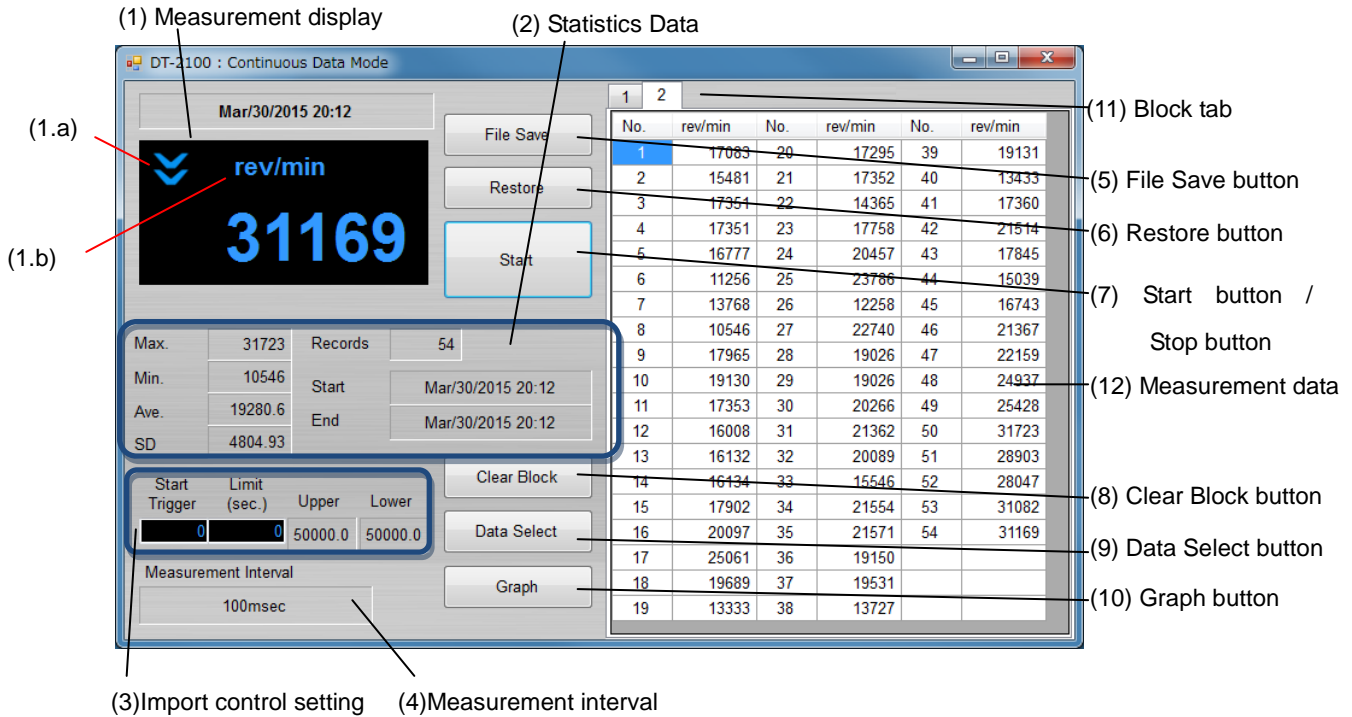 (1) Measurement display
(2) Statistics Data
DT-2100 : Continuous Data Mode
1 2
(11) Block tab
Mar/30/2015 20:12
(1.a)
(1.b)
rev/min
31169
File Save
Restore
Start
(5) File Save button
(6) Restore button
(7) Start button /
Stop button
(12) Measurement data
No. rev/min No. rev/min No. rev/min
1 17083 20 17295 39 19131
2 15481 21 17352 40 13433
3 17351 22 14365 41 17360
4 17351 23 17758 42 21514
5 16777 24 20457 43 17845
6 11256 25 23786 44 15039
7 13768 26 12258 45 16743
8 10546 27 22740 46 21367
9 17965 28 19026 47 22159
10 19130 29 19026 48 24937
11 17353 30 20266 49 25428
12 16008 31 21362 50 31723
13 16132 32 20089 51 28903
14 16134 33 15546 52 28047
15 17902 34 21554 53 31082
16 20097 35 21571 54 31169
17 25061 36 19150
18 19689 37 19531
19 13333 38 13727
Max. 31723 Records 54
Min. 10546 Start Mar/30/2015 20:12
Ave. 19280.6 End Mar/30/2015 20:12
SD 4804.93
Start Limit
Trigger (sec.) Upper Lower
0 0 50000.0 50000.0
Measurement Interval
100msec
Clear Block
Data Select
Graph
(8) Clear Block button
(9) Data Select button
(10) Graph button
(3)Import control setting
(4)Measurement interval